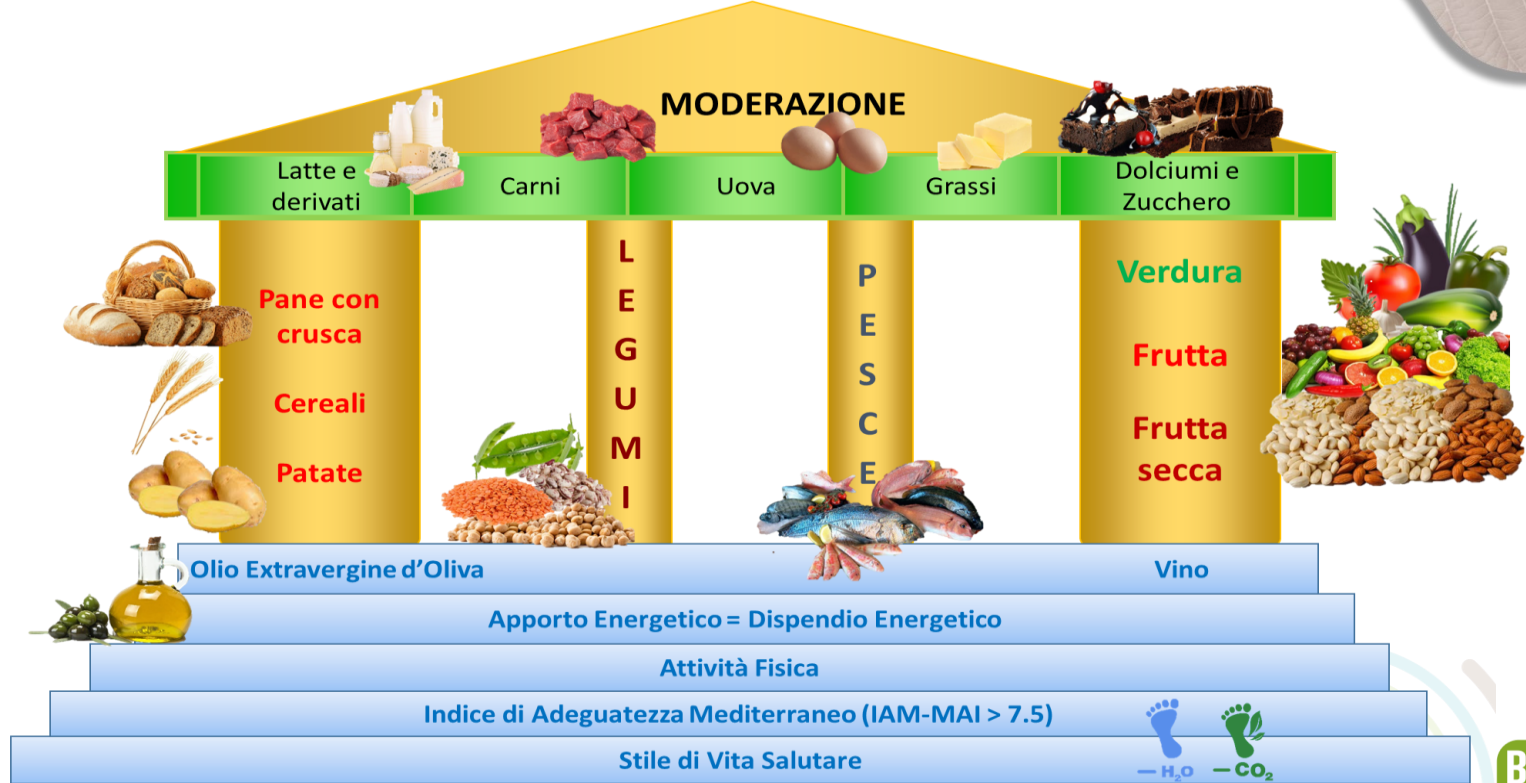 MODERAZIONE
Latte e
derivati
Carni
Uova
Grassi
Dolciumi e
Zucchero
Pane con
crusca
Cereali
Patate
LEGUMI
PESCE
Verdura
Frutta
Frutta
secca
Olio Extravergine d’Oliva
Vino
Apporto Energetico = Dispendio Energetico
Attività Fisica
Indice di Adeguatezza Mediterraneo (IAM-MAI > 7.5)
Stile di Vita Salutare
— H₂O
— CO₂
B